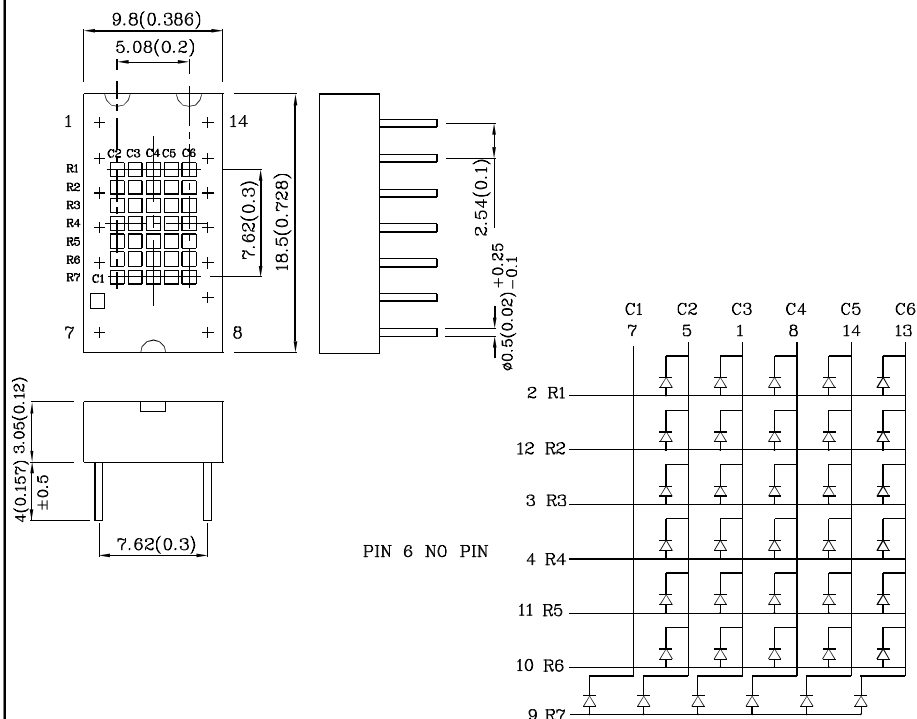 9.8(0.386)
5.08(0.2)
1 14
C2 C3 C4 C5 C6
R1
R2
R3
R4
R5
R6
R7 C1
7 8
7.62(0.3)
18.5(0.728)
2.54(0.1)
ø0.5(0.02) +0.25 -0.1
3.05(0.12)
4(0.157) ±0.5
7.62(0.3)
PIN 6 NO PIN
C1 C2 C3 C4 C5 C6
7 5 1 8 14 13
2 R1
12 R2
3 R3
4 R4
11 R5
10 R6
9 R7